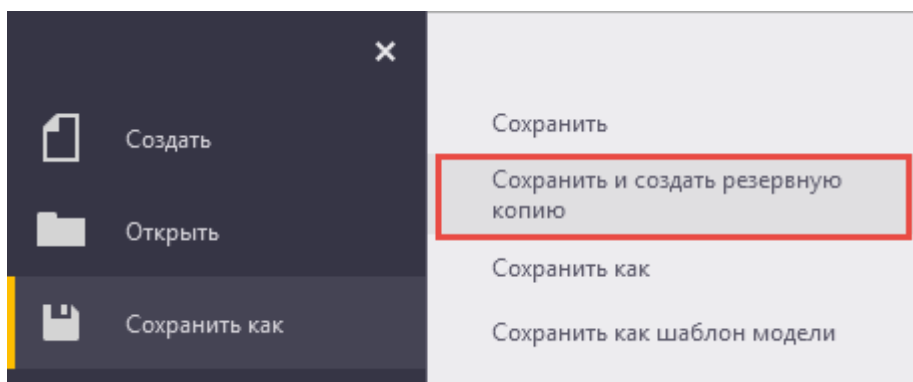 Создать
Открыть
Сохранить как
Сохранить
Сохранить и создать резервную
копию
Сохранить как
Сохранить как шаблон модели